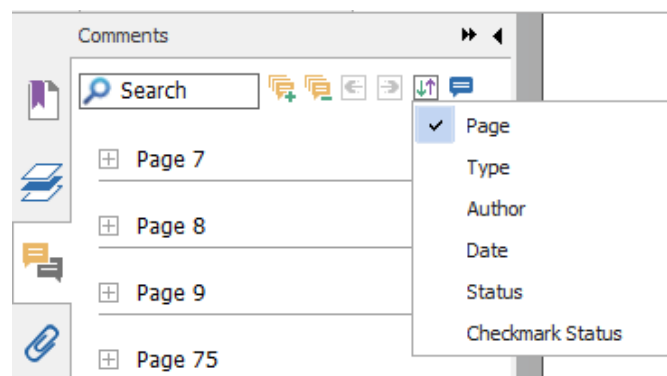 Comments
Search
Page 7
Page 8
Page 9
Page 75
Page
Type
Author
Date
Status
Checkmark Status